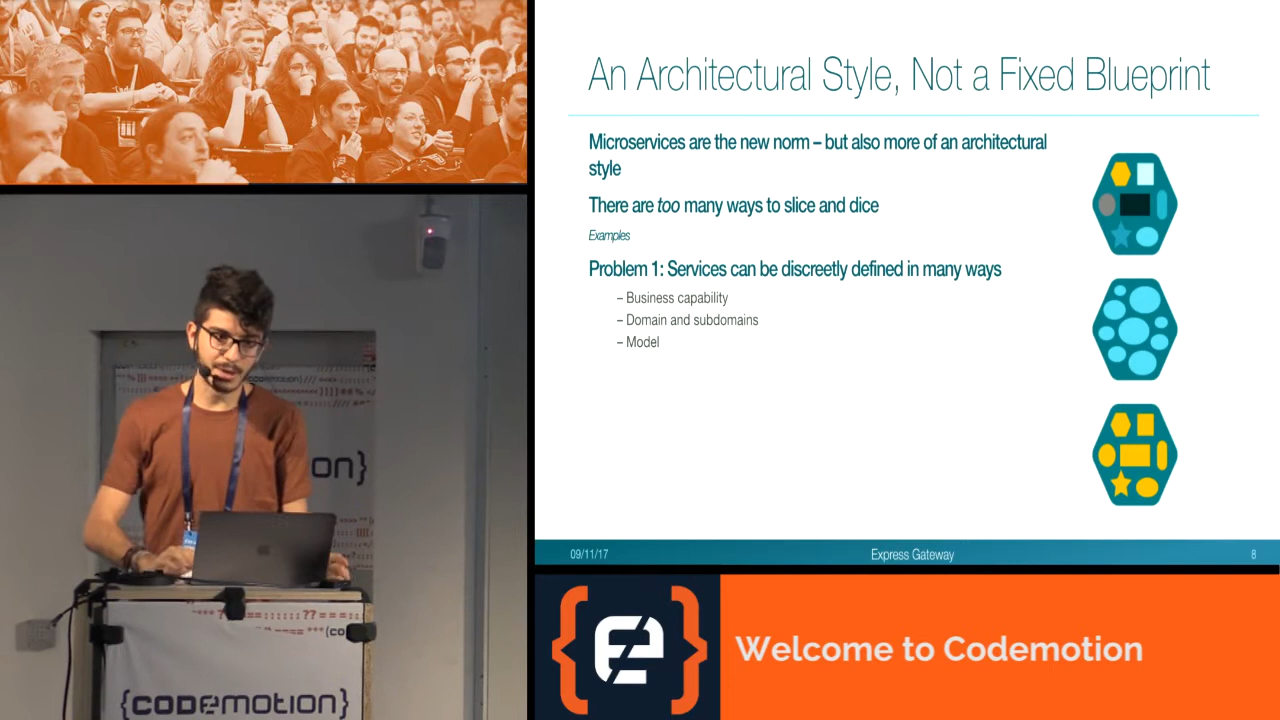 An Architectural Style, Not a Fixed Blueprint
Microservices are the new norm – but also more of an architectural
style
There are too many ways to slice and dice
Examples
Problem 1: Services can be discreetly defined in many ways
– Business capability
– Domain and subdomains
– Model
09/11/17 Express Gateway 8
Welcome to Codemotion
on}
{CODEMOTION}